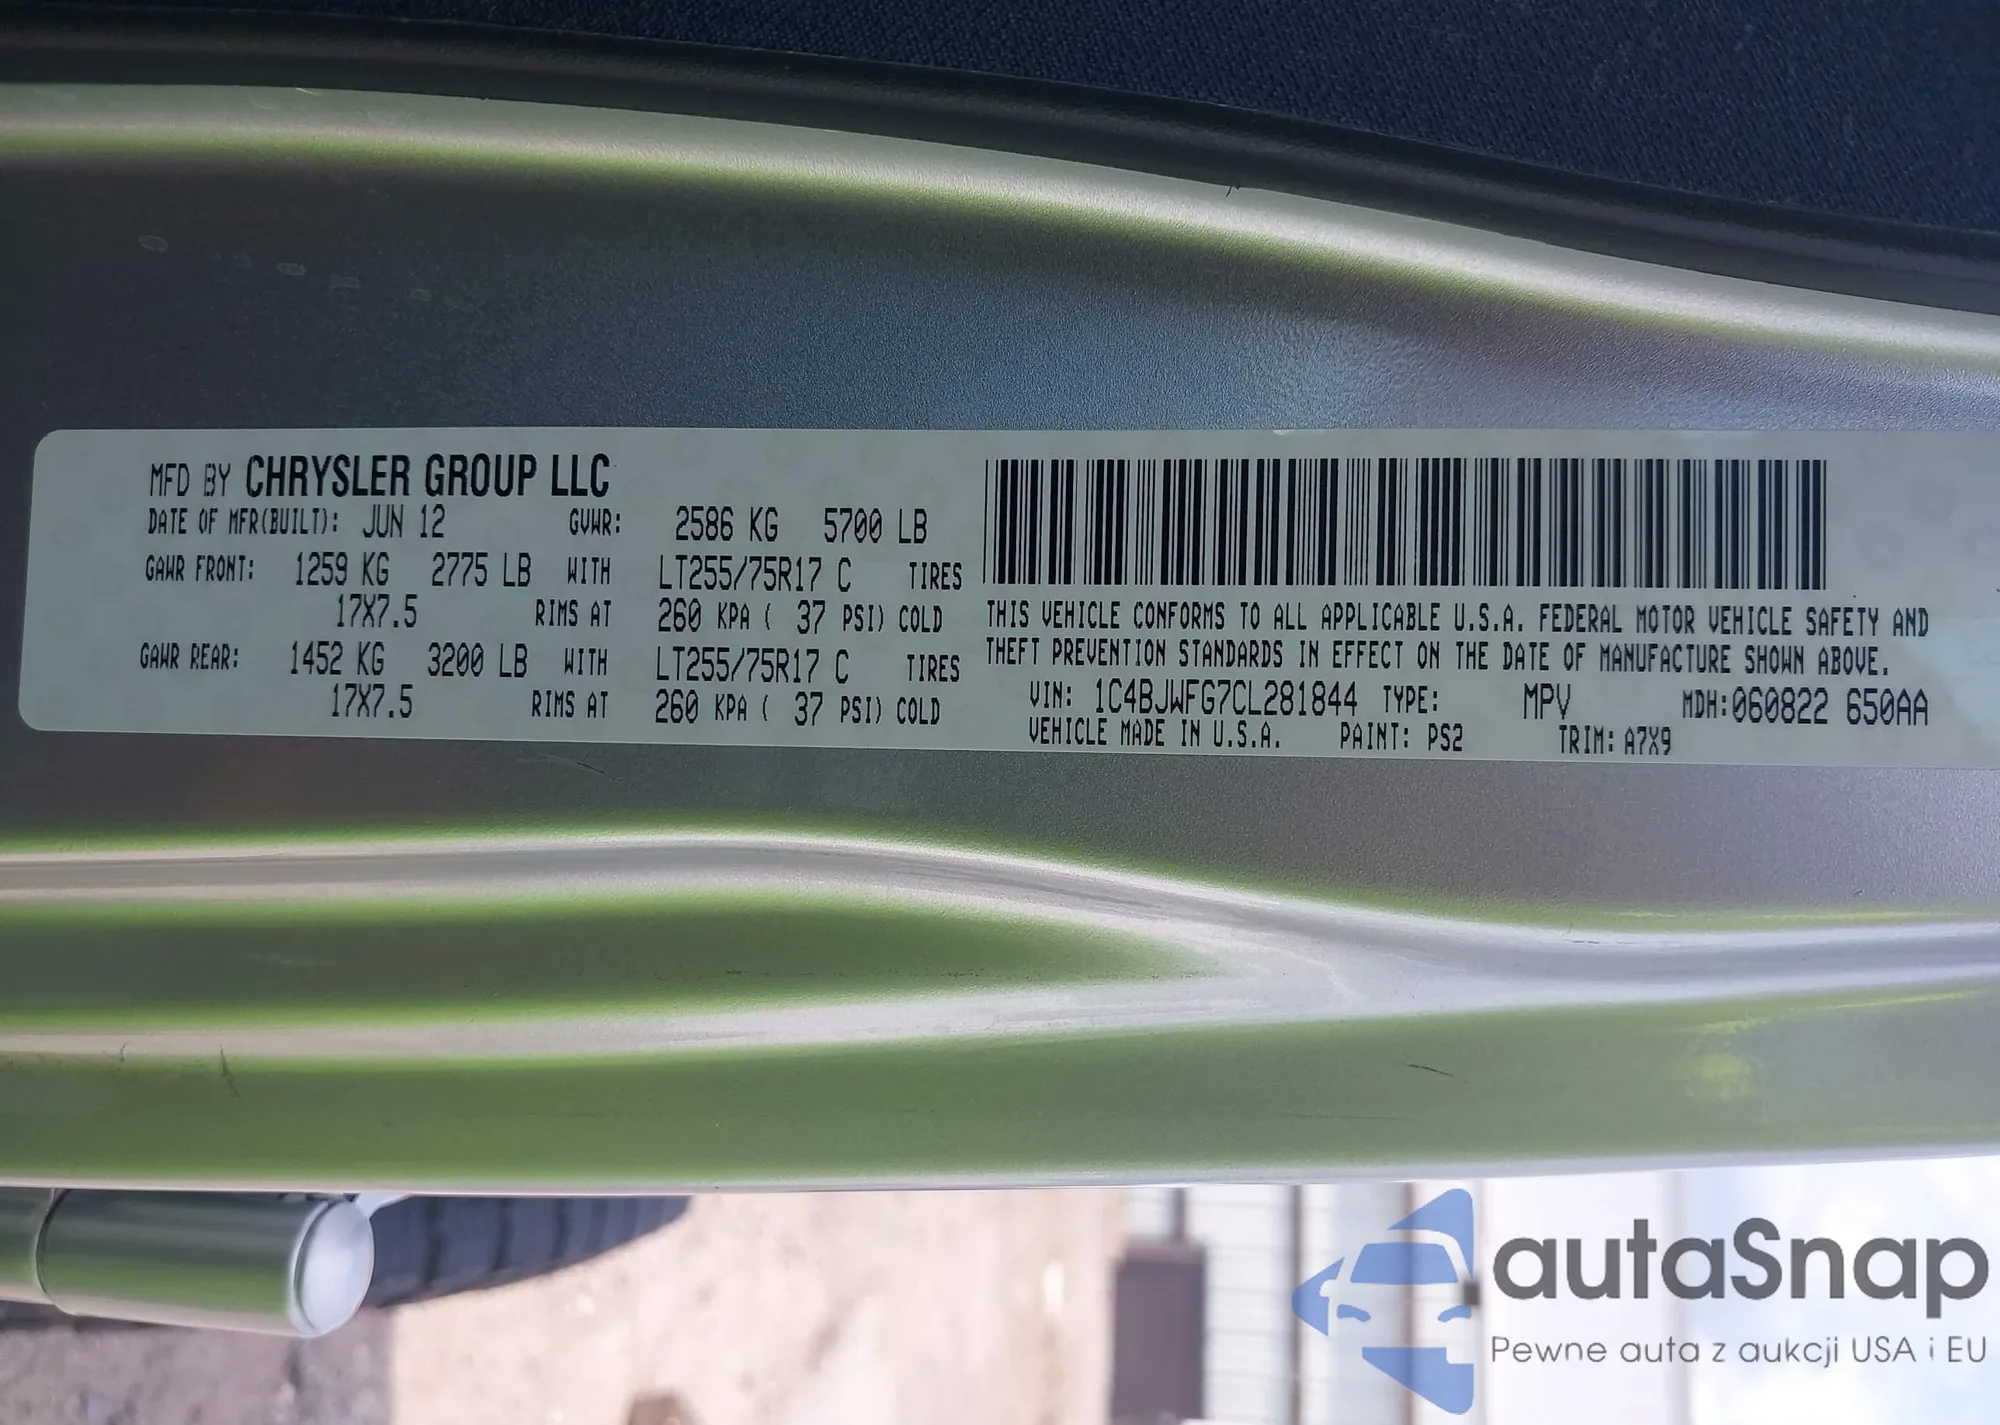 MFD BY CHRYSLER GROUP LLC
DATE OF MFR(BUILT): JUN 12 GVWR: 2586 KG 5700 LB
GAWR FRONT: 1259 KG 2775 LB WITH LT255/75R17 C TIRES
17X7.5 RIMS AT 260 KPA ( 37 PSI) COLD
GAWR REAR: 1452 KG 3200 LB WITH LT255/75R17 C TIRES
17X7.5 RIMS AT 260 KPA ( 37 PSI) COLD
THIS VEHICLE CONFORMS TO ALL APPLICABLE U.S.A. FEDERAL MOTOR VEHICLE SAFETY AND
THEFT PREVENTION STANDARDS IN EFFECT ON THE DATE OF MANUFACTURE SHOWN ABOVE.
VIN: 1C4BJWFG7CL281844 TYPE: MPV MDH:060822 650AA
VEHICLE MADE IN U.S.A. PAINT: PS2 TRIM: A7X9
autaSnap
Pewne auta z aukcji USA i EU